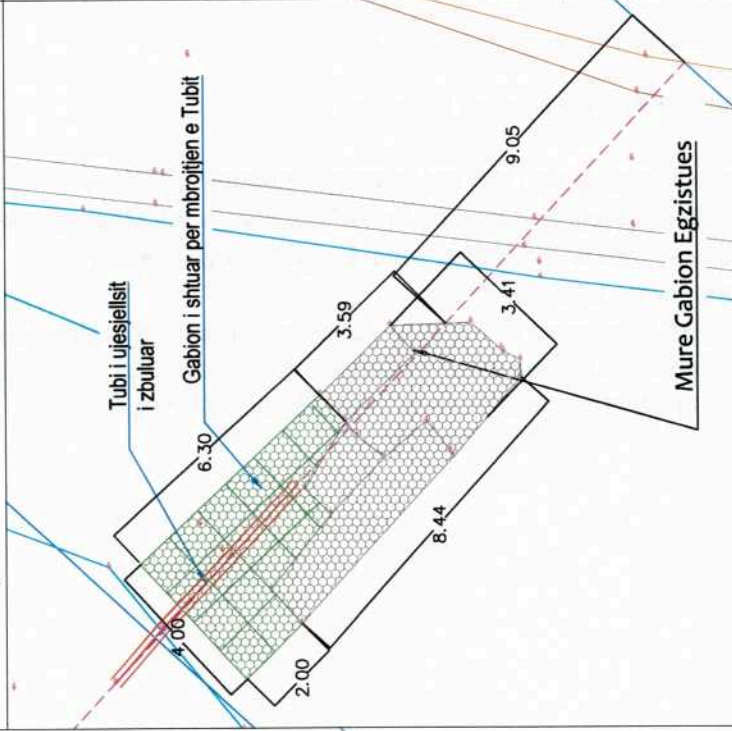 Tubi i ujesjellsit
i zbuluar
Gabion i shtuar per mbrojtjen e Tubit
9.05
3.59
3.41
6.30
8.44
4.00
2.00
Mure Gabion Egzistues